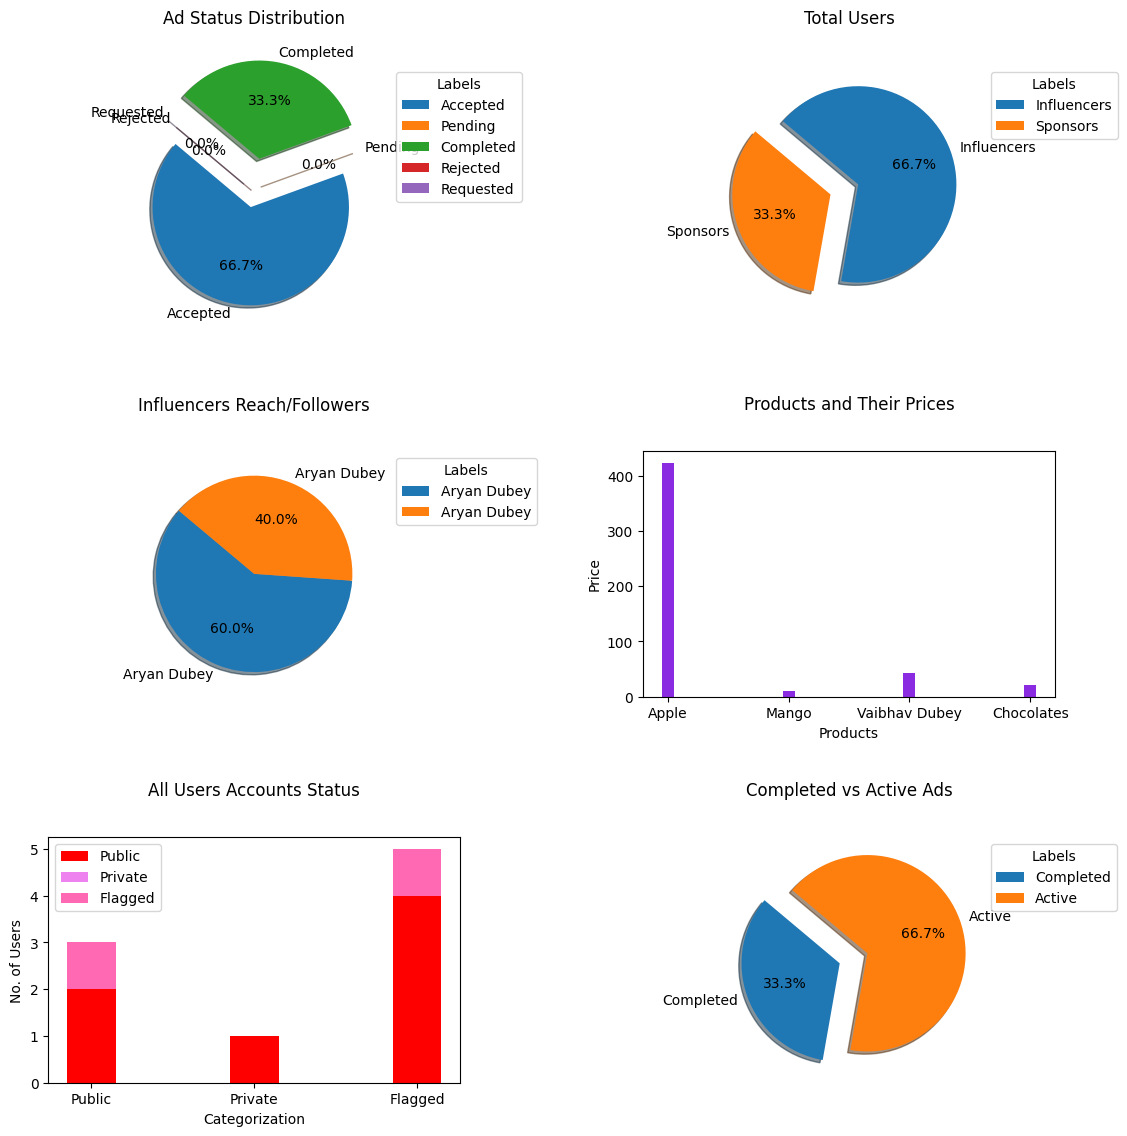 Ad Status Distribution
Completed
33.3%
Requested
Rejected
0.0%
0.0%
0.0%
Pending
66.7%
Accepted
Labels
Accepted
Pending
Completed
Rejected
Requested
Total Users
Influencers
66.7%
33.3%
Sponsors
Labels
Influencers
Sponsors
Influencers Reach/Followers
Aryan Dubey
40.0%
60.0%
Aryan Dubey
Labels
Aryan Dubey
Aryan Dubey
Products and Their Prices
400
300
200
100
0
Price
Apple
Mango
Vaibhav Dubey
Chocolates
Products
All Users Accounts Status
Public
Private
Flagged
5
4
3
2
1
0
No. of Users
Public
Private
Flagged
Categorization
Completed vs Active Ads
Active
66.7%
33.3%
Completed
Labels
Completed
Active